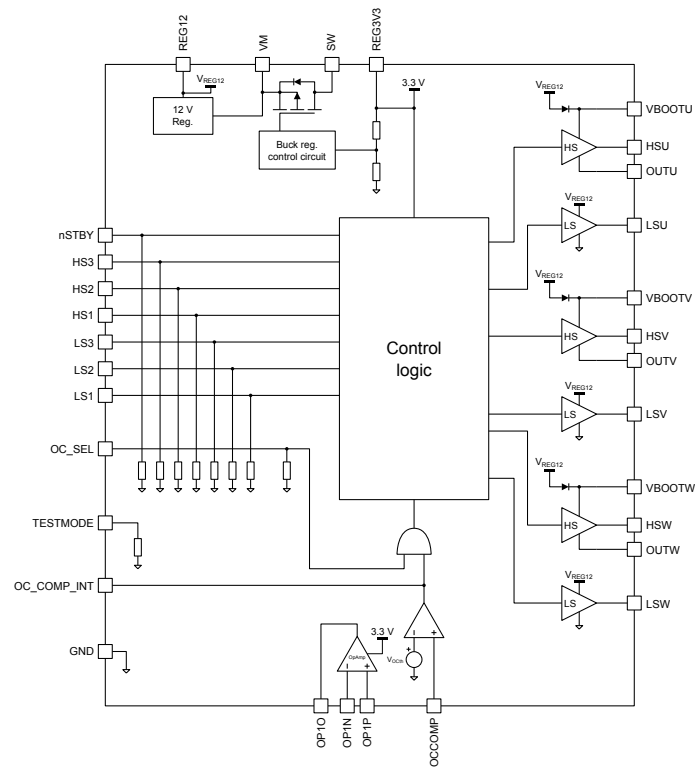 REG12
VM
SW
REG3V3
VREG12
12 V
Reg.
Buck reg.
control circuit
3.3 V
VREG12
VBOOTU
HS
HSU
OUTU
VREG12
LS
LSU
VREG12
VBOOTV
HS
HSV
OUTV
VREG12
LS
LSV
VREG12
VBOOTW
HS
HSW
OUTW
VREG12
LS
LSW
nSTBY
HS3
HS2
HS1
LS3
LS2
LS1
OC_SEL
TESTMODE
OC_COMP_INT
GND
Control
logic
3.3 V
OpAmp
VOCth
+
− +
− +
OP1O
OP1N
OP1P
OCCOMP